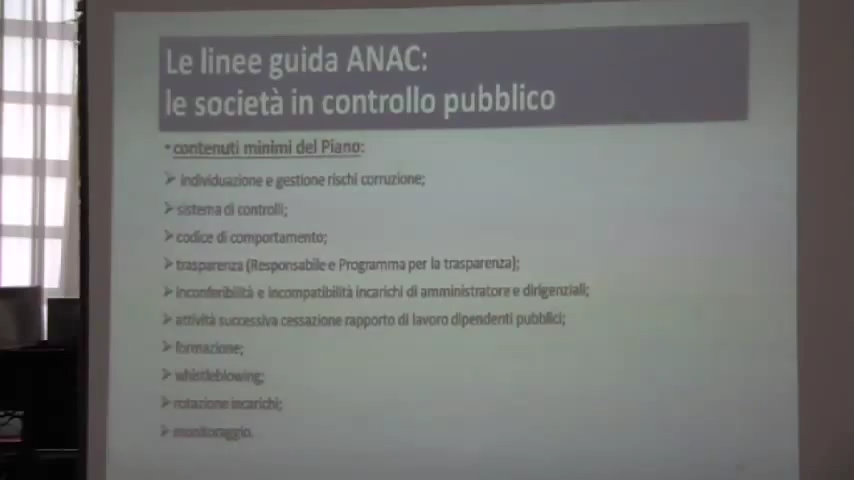 Le linee guida ANAC:
le società in controllo pubblico
• contenuti minimi del Piano:
➢ individuazione e gestione rischi corruzione;
➢ sistema di controlli;
➢ codice di comportamento;
➢ trasparenza (Responsabile e Programma per la trasparenza);
➢ inconferibilità e incompatibilità incarichi di amministratore e dirigenziali;
➢ attività successiva cessazione rapporto di lavoro dipendenti pubblici;
➢ formazione;
➢ whistleblowing;
➢ rotazione incarichi;
➢ monitoraggio.